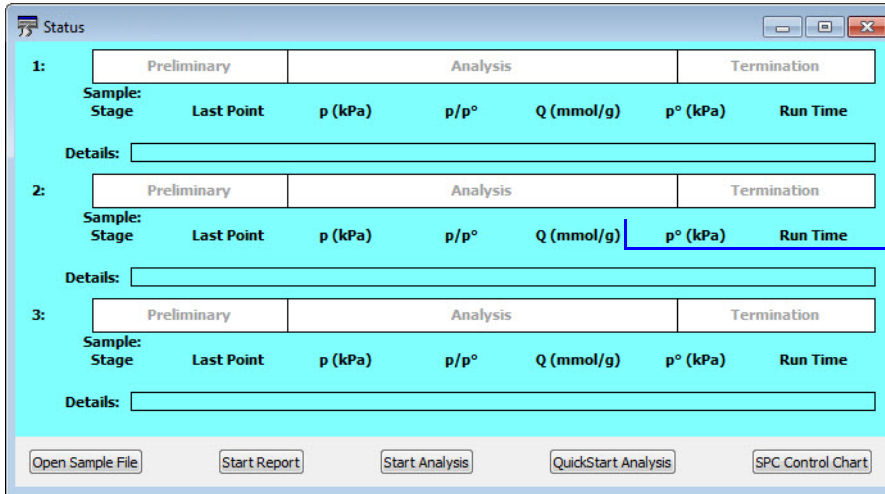 Status
1: Preliminary Analysis Termination
Sample:
Stage Last Point p (kPa) p/p° Q (mmol/g) p° (kPa) Run Time
Details:
2: Preliminary Analysis Termination
Sample:
Stage Last Point p (kPa) p/p° Q (mmol/g) p° (kPa) Run Time
Details:
3: Preliminary Analysis Termination
Sample:
Stage Last Point p (kPa) p/p° Q (mmol/g) p° (kPa) Run Time
Details:
Open Sample File Start Report Start Analysis QuickStart Analysis SPC Control Chart